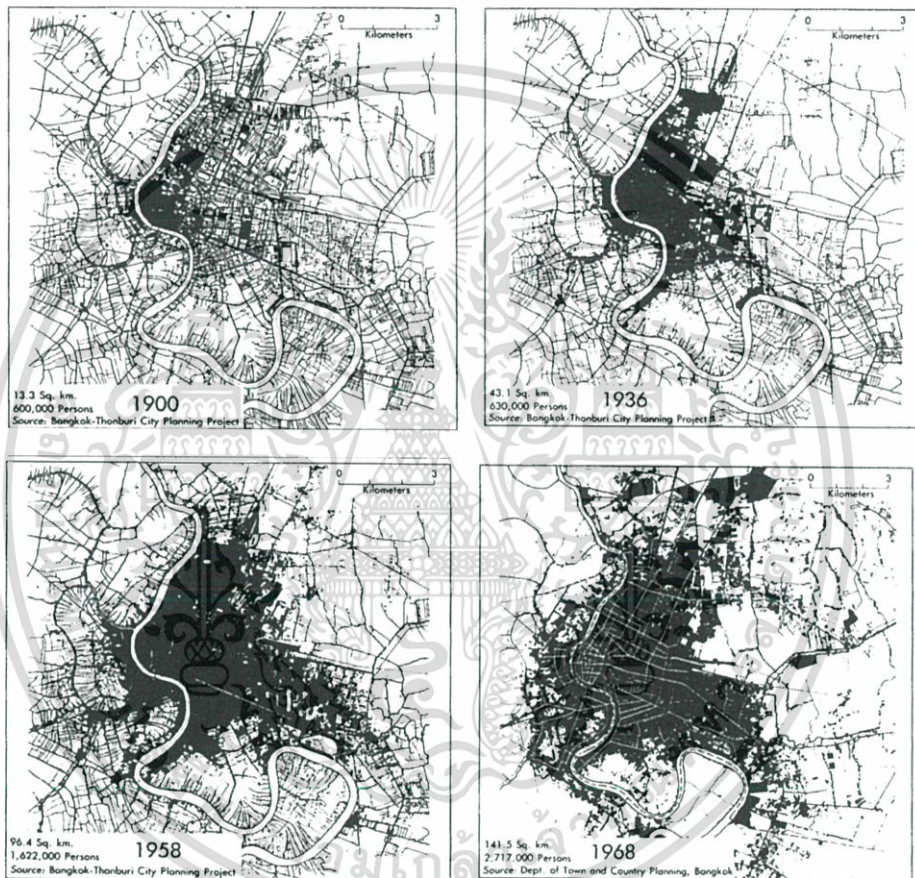 0 3
Kilometers
13.3 Sq. km.
600,000 Persons
1900
Source: Bangkok-Thonburi City Planning Project
0 3
Kilometers
43.1 Sq. km.
630,000 Persons
1936
Source: Bangkok-Thonburi City Planning Project
0 3
Kilometers
96.4 Sq. km.
1,622,000 Persons
1958
Source: Bangkok-Thonburi City Planning Project
0 3
Kilometers
141.5 Sq. km.
2,717,000 Persons
1968
Source: Dept. of Town and Country Planning, Bangkok